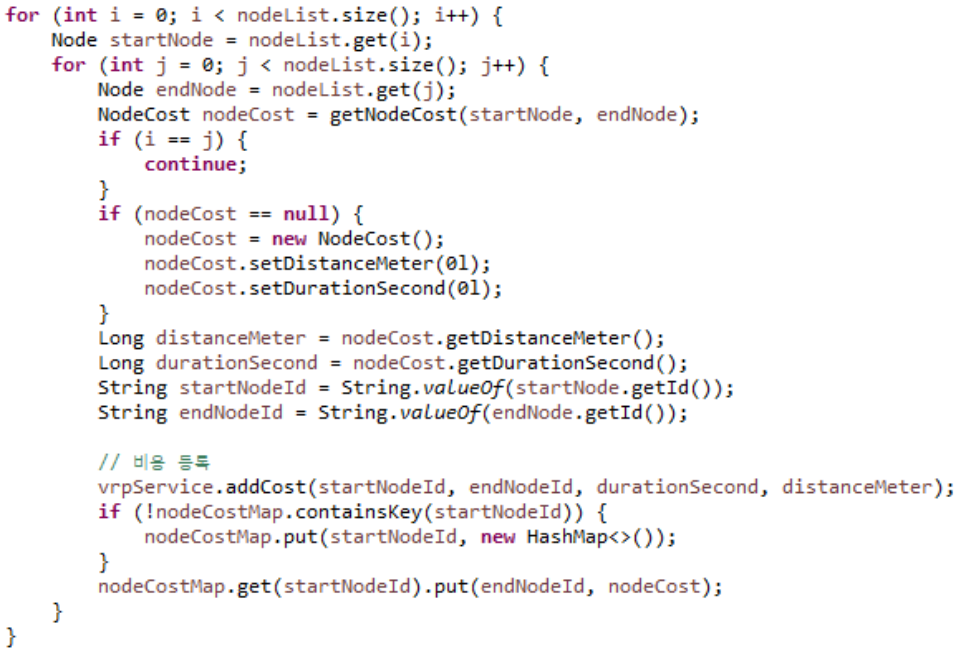 for (int i = 0; i < nodeList.size(); i++) {
    Node startNode = nodeList.get(i);
    for (int j = 0; j < nodeList.size(); j++) {
        Node endNode = nodeList.get(j);
        NodeCost nodeCost = getNodeCost(startNode, endNode);
        if (i == j) {
            continue;
        }
        if (nodeCost == null) {
            nodeCost = new NodeCost();
            nodeCost.setDistanceMeter(0l);
            nodeCost.setDurationSecond(0l);
        }
        Long distanceMeter = nodeCost.getDistanceMeter();
        Long durationSecond = nodeCost.getDurationSecond();
        String startNodeId = String.valueOf(startNode.getId());
        String endNodeId = String.valueOf(endNode.getId());

        // 비용 등록
        vrpService.addCost(startNodeId, endNodeId, durationSecond, distanceMeter);
        if (!nodeCostMap.containsKey(startNodeId)) {
            nodeCostMap.put(startNodeId, new HashMap<>());
        }
        nodeCostMap.get(startNodeId).put(endNodeId, nodeCost);
    }
}